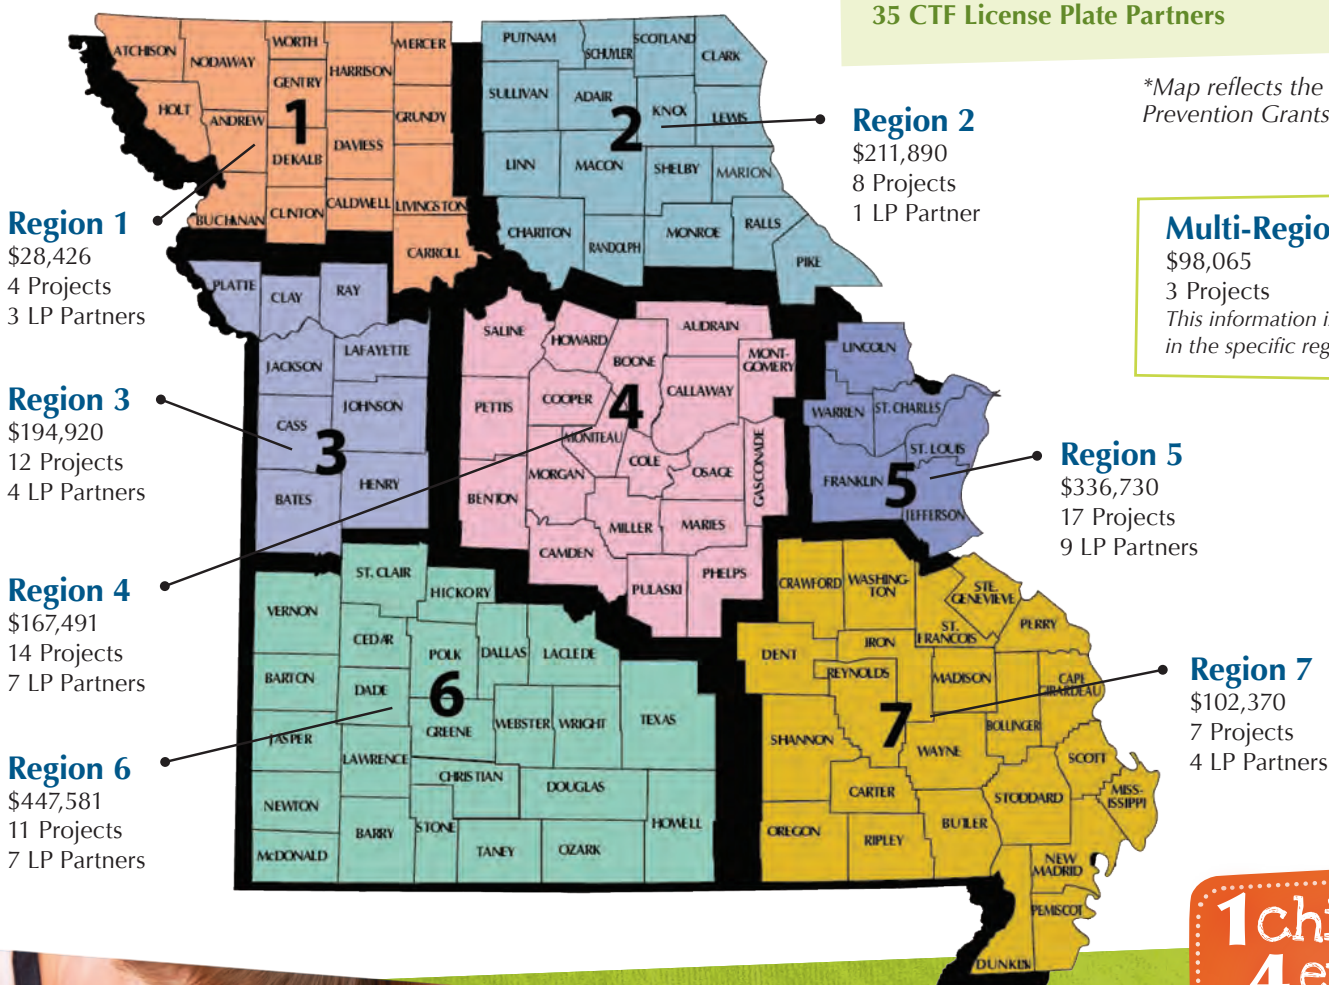 35 CTF License Plate Partners
*Map reflects the
Prevention Grants
Region 1
$28,426
4 Projects
3 LP Partners
Region 2
$211,890
8 Projects
1 LP Partner
Multi-Regio
$98,065
3 Projects
This information i
in the specific reg
Region 3
$194,920
12 Projects
4 LP Partners
Region 4
$167,491
14 Projects
7 LP Partners
Region 5
$336,730
17 Projects
9 LP Partners
Region 6
$447,581
11 Projects
7 LP Partners
Region 7
$102,370
7 Projects
4 LP Partners
1
ATCHISON
NODAWAY
WORTH
GENTRY
HARRISON
MERCER
HOLT
ANDREW
DEKALB
DAVIESS
GRUNDY
BUCHANAN
CLINTON
CALDWELL
LIVINGSTON
CARROLL
2
PUTNAM
SCHUYLER
SCOTLAND
CLARK
SULLIVAN
ADAIR
KNOX
LEWIS
LINN
MACON
SHELBY
MARION
CHARITON
RANDOLPH
MONROE
RALLS
PIKE
3
PLATTE
CLAY
RAY
JACKSON
LAFAYETTE
CASS
JOHNSON
BATES
HENRY
4
SALINE
HOWARD
BOONE
AUDRAIN
MONT-
GOMERY
CALLAWAY
PETTIS
COOPER
MONITEAU
COLE
OSAGE
GASCONADE
BENTON
MORGAN
MILLER
MARIES
CAMDEN
PULASKI
PHELPS
5
LINCOLN
WARREN
ST. CHARLES
ST. LOUIS
FRANKLIN
JEFFERSON
6
ST. CLAIR
HICKORY
VERNON
CEDAR
POLK
DALLAS
LACLEDE
BARTON
DADE
GREENE
WEBSTER
WRIGHT
TEXAS
JASPER
LAWRENCE
CHRISTIAN
DOUGLAS
NEWTON
BARRY
STONE
HOWELL
MCDONALD
TANEY
OZARK
7
CRAWFORD
WASHING-
TON
STE.
GENEVIEVE
ST.
FRANCOIS
PERRY
DENT
IRON
REYNOLDS
MADISON
CAPE
GIRARDEAU
BOLLINGER
SHANNON
WAYNE
SCOTT
CARTER
STODDARD
MISS-
ISSIPPI
OREGON
RIPLEY
BUTLER
NEW
MADRID
PEMISCOT
DUNKLIN
1 chi
4 e